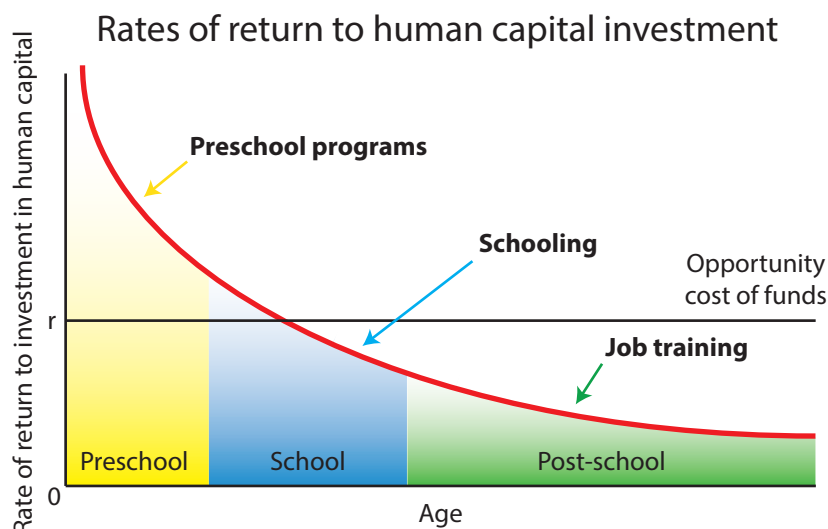 Rates of return to human capital investment
Rate of return to investment in human capital
Preschool programs
Schooling
Opportunity
cost of funds
r
Job training
Preschool
School
Post-school
0
Age